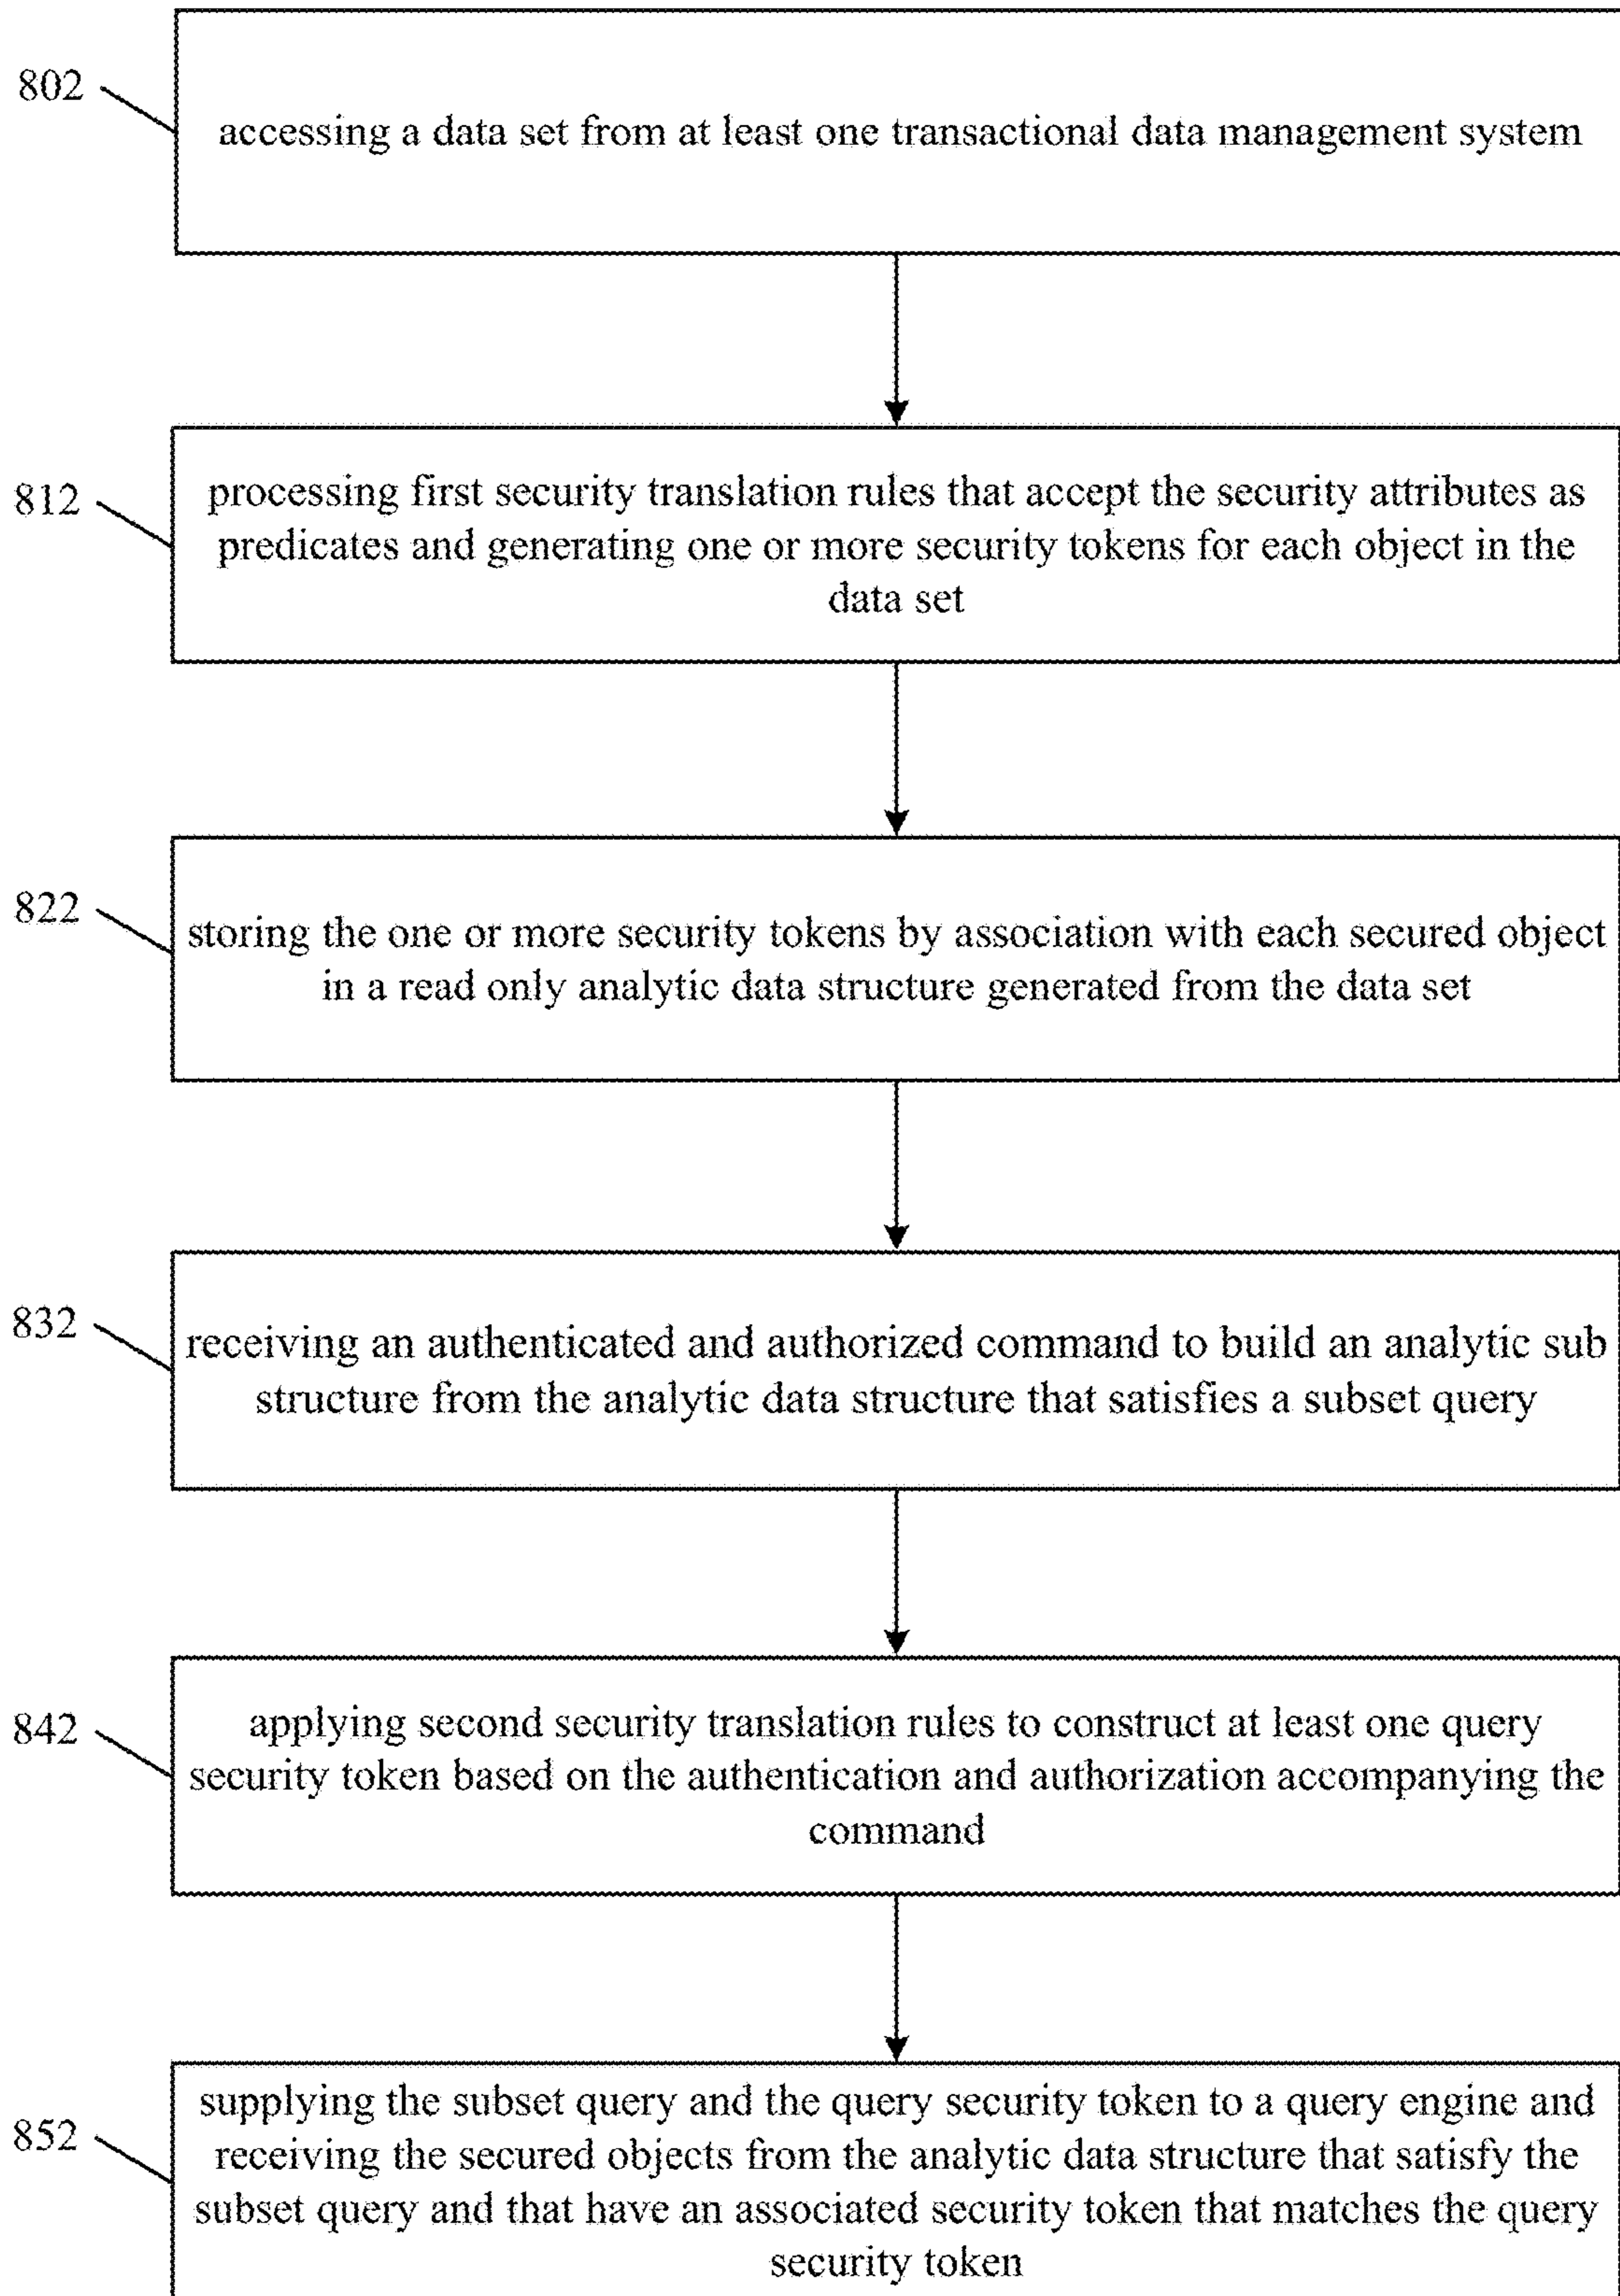 802
accessing a data set from at least one transactional data management system
812
processing first security translation rules that accept the security attributes as
predicates and generating one or more security tokens for each object in the
data set
822
storing the one or more security tokens by association with each secured object
in a read only analytic data structure generated from the data set
832
receiving an authenticated and authorized command to build an analytic sub
structure from the analytic data structure that satisfies a subset query
842
applying second security translation rules to construct at least one query
security token based on the authentication and authorization accompanying the
command
852
supplying the subset query and the query security token to a query engine and
receiving the secured objects from the analytic data structure that satisfy the
subset query and that have an associated security token that matches the query
security token